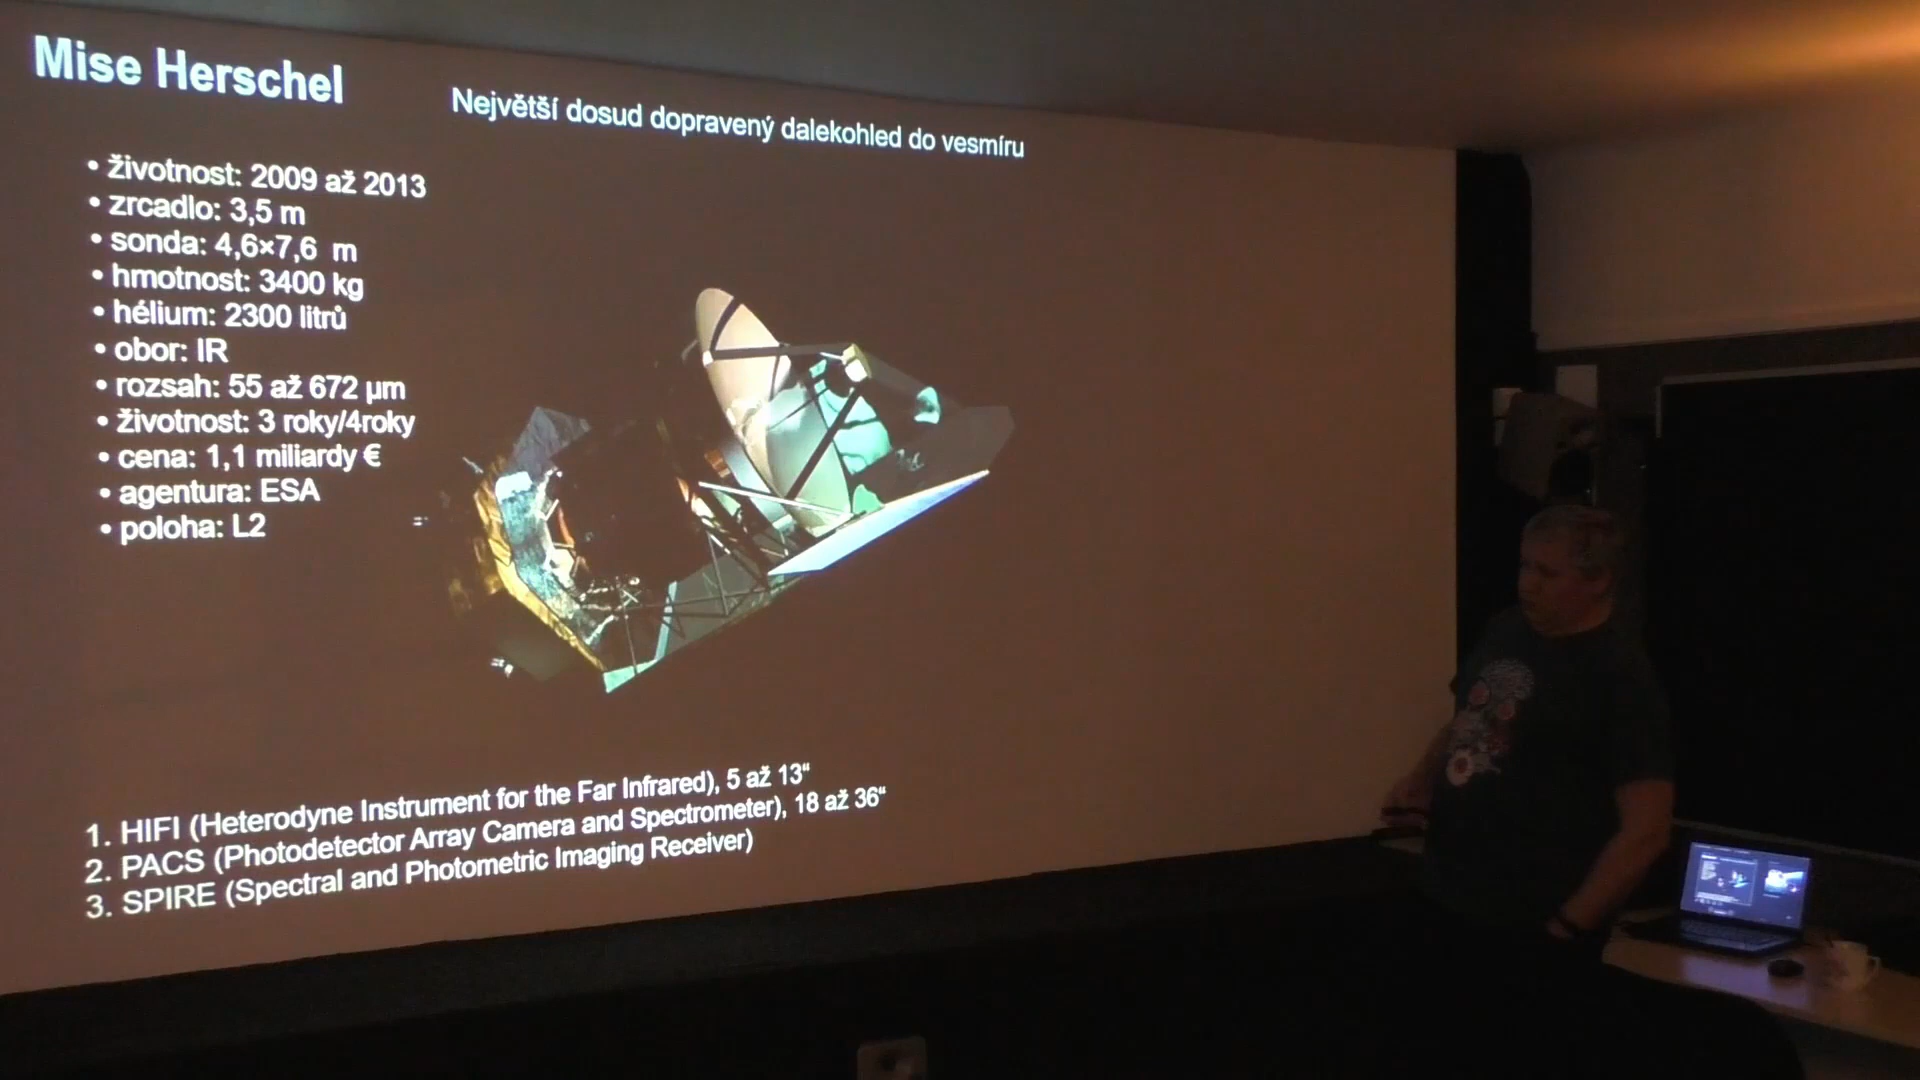 Mise Herschel
Největší dosud dopravený dalekohled do vesmíru
• životnost: 2009 až 2013
• zrcadlo: 3,5 m
• sonda: 4,6×7,6 m
• hmotnost: 3400 kg
• hélium: 2300 litrů
• obor: IR
• rozsah: 55 až 672 µm
• životnost: 3 roky/4roky
• cena: 1,1 miliardy €
• agentura: ESA
• poloha: L2
1. HIFI (Heterodyne Instrument for the Far Infrared), 5 až 13“
2. PACS (Photodetector Array Camera and Spectrometer), 18 až 36“
3. SPIRE (Spectral and Photometric Imaging Receiver)